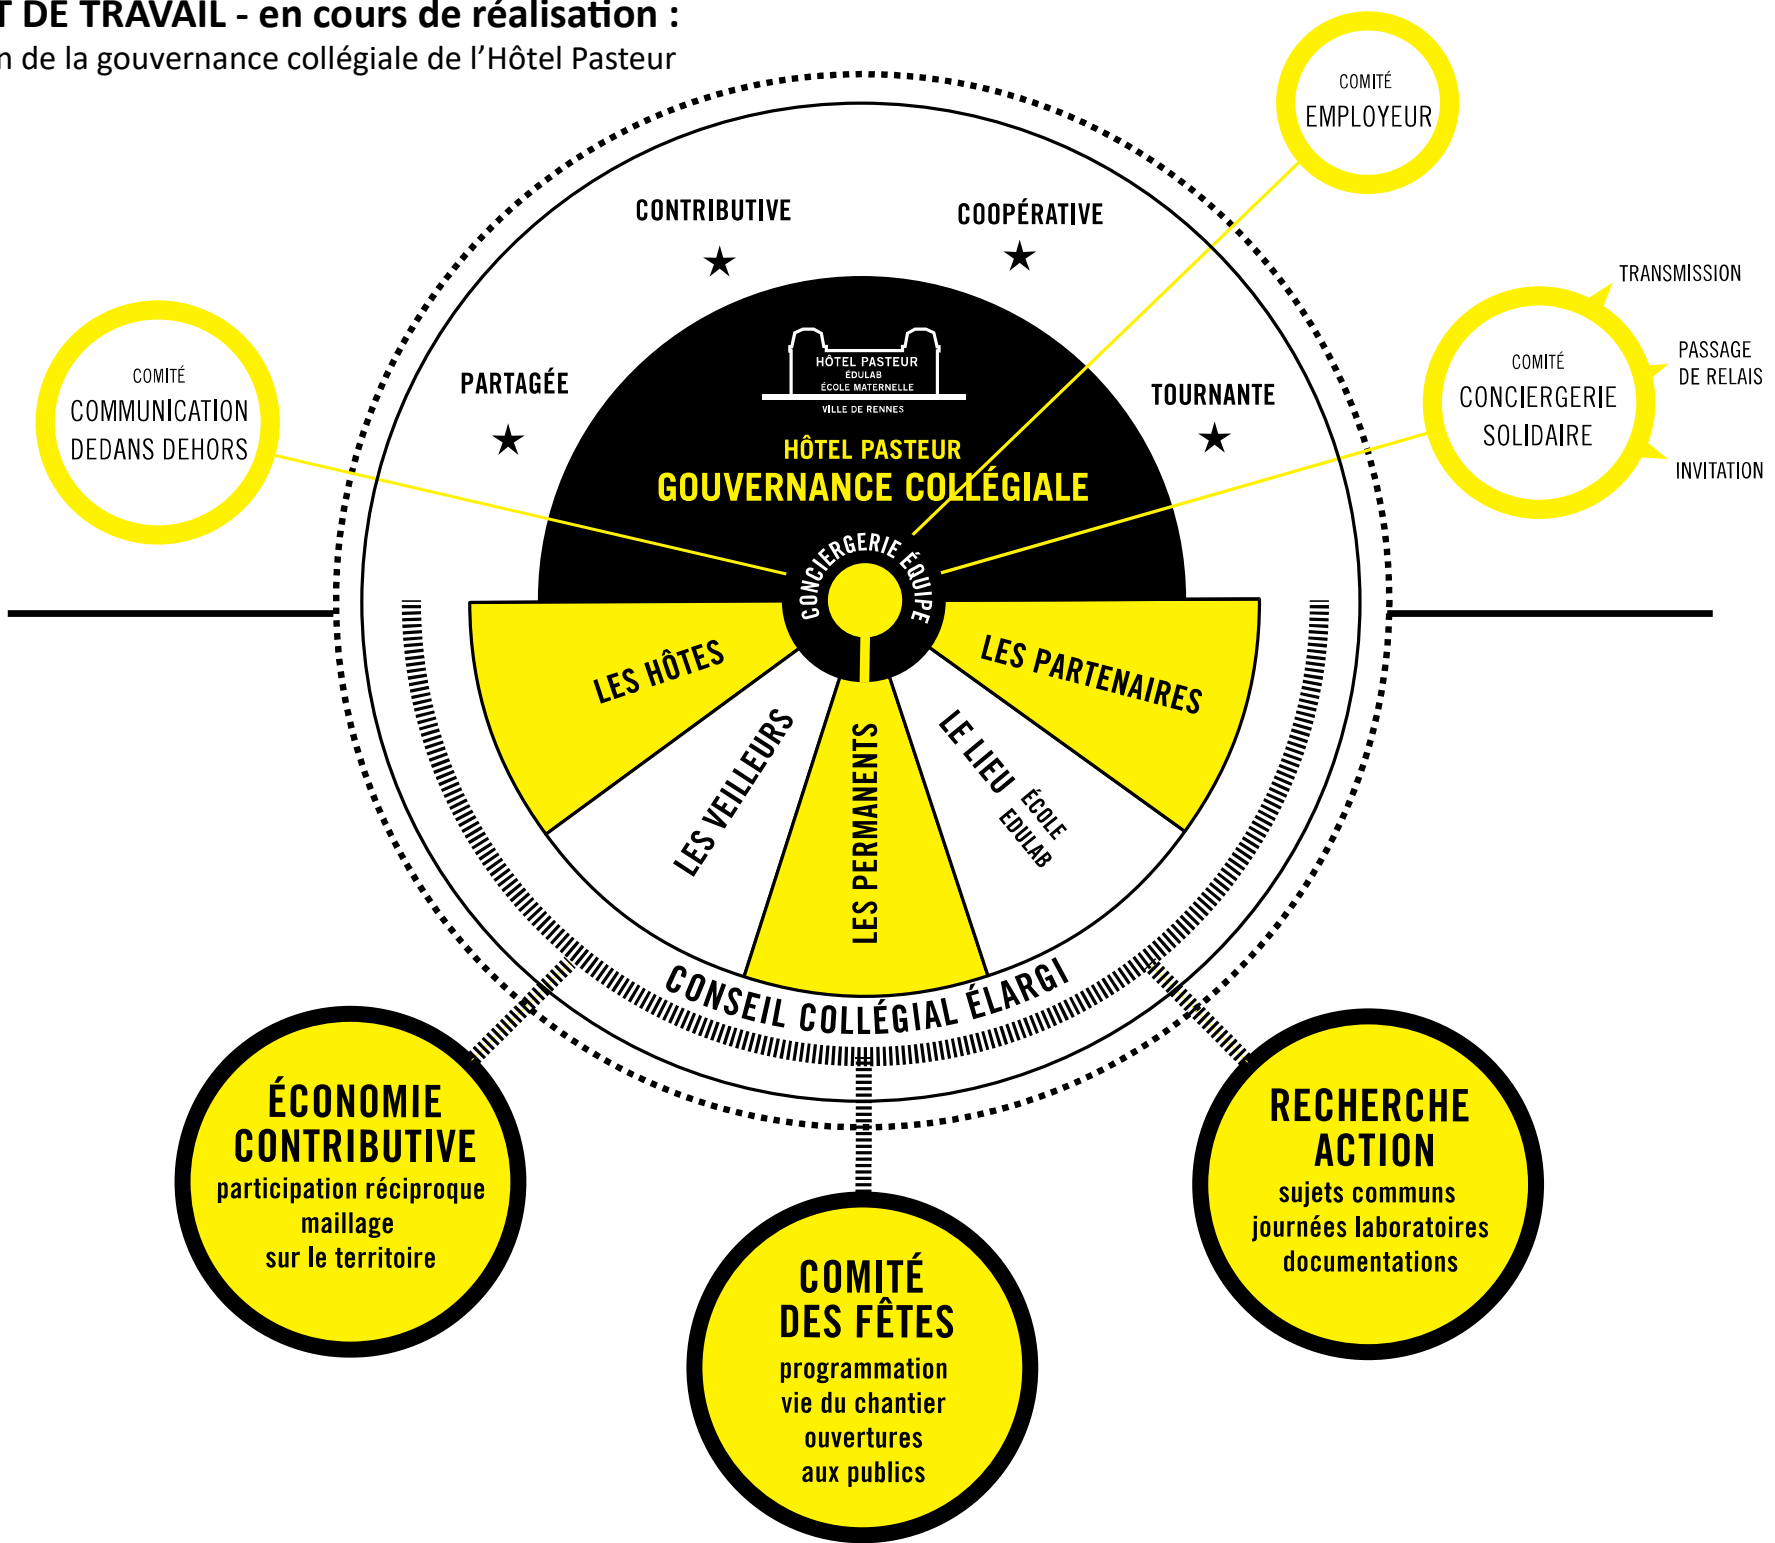 T DE TRAVAIL - en cours de réalisation :
n de la gouvernance collégiale de l'Hôtel Pasteur
COMITÉ
EMPLOYEUR
CONTRIBUTIVE
COOPÉRATIVE
PARTAGÉE
TOURNANTE
COMITÉ
COMMUNICATION
DEDANS DEHORS
TRANSMISSION
PASSAGE
DE RELAIS
INVITATION
COMITÉ
CONCIERGERIE
SOLIDAIRE
HÔTEL PASTEUR
ÉDULAB
ÉCOLE MATERNELLE
VILLE DE RENNES
HÔTEL PASTEUR
GOUVERNANCE COLLÉGIALE
CONCIERGERIE ÉQUIPE
LES HÔTES
LES VEILLEURS
LES PERMANENTS
LE LIEU
ÉCOLE
EDULAB
LES PARTENAIRES
CONSEIL COLLÉGIAL ÉLARGI
ÉCONOMIE
CONTRIBUTIVE
participation réciproque
maillage
sur le territoire
COMITÉ
DES FÊTES
programmation
vie du chantier
ouvertures
aux publics
RECHERCHE
ACTION
sujets communs
journées laboratoires
documentations